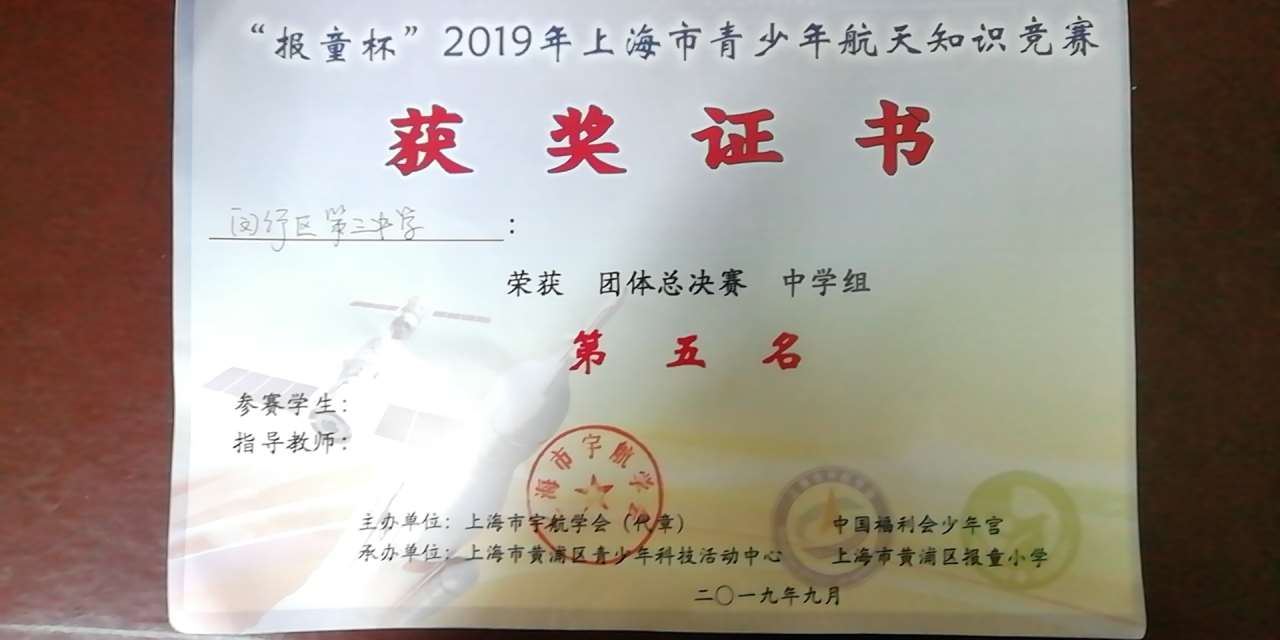 “报童杯”2019年上海市青少年航天知识竞赛
获奖证书
闵行区第三中学：
荣获 团体总决赛 中学组
第五名
参赛学生：
指导教师：
海市宇航学会
主办单位：上海市宇航学会（代章） 中国福利会少年宫
承办单位：上海市黄浦区青少年科技活动中心 上海市黄浦区报童小学
二〇一九年九月